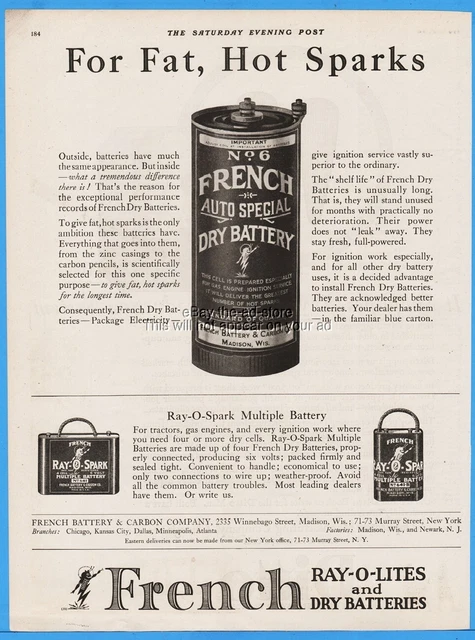 184
THE SATURDAY EVENING POST
For Fat, Hot Sparks
Outside, batteries have much
the same appearance. But inside
—what a tremendous difference
there is! That's the reason for
the exceptional performance
records of French Dry Batteries.
To give fat, hot sparks is the only
ambition these batteries have.
Everything that goes into them,
from the zinc casings to the
carbon pencils, is scientifically
selected for this one specific
purpose—to give fat, hot sparks
for the longest time.
Consequently, French Dry Bat-
teries—Package Electricity—
IMPORTANT
No 6
FRENCH
AUTO SPECIAL
DRY BATTERY
THIS CELL IS PREPARED ESPECIALLY
FOR GAS ENGINE IGNITION SERVICE
IT WILL DELIVER THE GREATEST
NUMBER OF HOT SPARKS
FRENCH BATTERY & CARBON CO.
MADISON, WIS.
eBay:the-ad-store
This will not appear on your ad
give ignition service vastly su-
perior to the ordinary.
The "shelf life" of French Dry
Batteries is unusually long.
That is, they will stand unused
for months with practically no
deterioration. Their power
does not "leak" away. They
stay fresh, full-powered.
For ignition work especially,
and for all other dry battery
uses, it is a decided advantage
to install French Dry Batteries.
They are acknowledged better
batteries. Your dealer has them
—in the familiar blue carton.
Ray-O-Spark Multiple Battery
For tractors, gas engines, and every ignition work where
you need four or more dry cells. Ray-O-Spark Multiple
Batteries are made up of four French Dry Batteries, prop-
erly connected, producing six volts; packed firmly and
sealed tight. Convenient to handle; economical to use;
only two connections to wire up; weather-proof. Avoid
all the common battery troubles. Most leading dealers
have them. Or write us.
FRENCH
RAY-O-SPARK
MULTIPLE BATTERY
FRENCH
RAY-O-SPARK
MULTIPLE BATTERY
FRENCH BATTERY & CARBON COMPANY, 2335 Winnebago Street, Madison, Wis.; 71-73 Murray Street, New York
Branches: Chicago, Kansas City, Dallas, Minneapolis, Atlanta Factories: Madison, Wis., and Newark, N. J.
Eastern deliveries can now be made from our New York office, 71-73 Murray Street, N. Y.
French
RAY-O-LITES
and
DRY BATTERIES